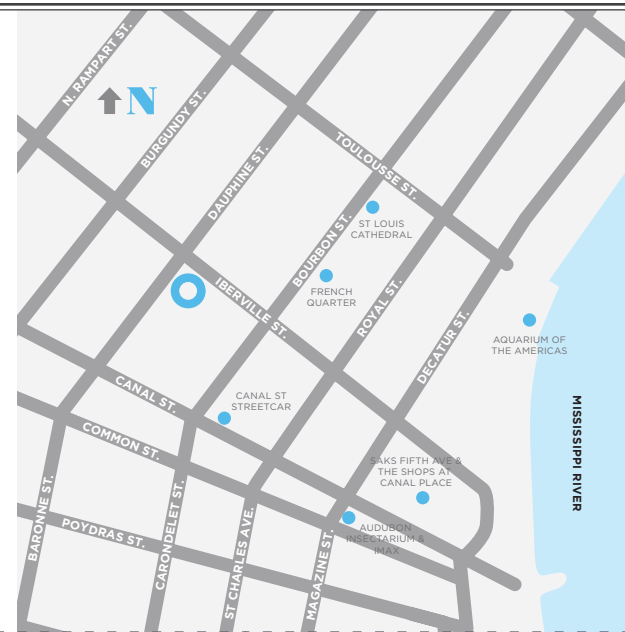 N. RAMPART ST.
N
BURGUNDY ST.
DAUPHINE ST.
TOULOUSSE ST.
BOURBON ST.
ST LOUIS
CATHEDRAL
FRENCH
QUARTER
IBERVILLE ST.
ROYAL ST.
DECATUR ST.
AQUARIUM OF
THE AMERICAS
CANAL ST.
CANAL ST
STREETCAR
MISSISSIPPI RIVER
COMMON ST.
SAKS FIFTH AVE &
THE SHOPS AT
CANAL PLACE
BARONNE ST.
POYDRAS ST.
CARONDELET ST.
ST CHARLES AVE.
MAGAZINE ST.
AUDUBON
INSECTARIUM &
IMAX